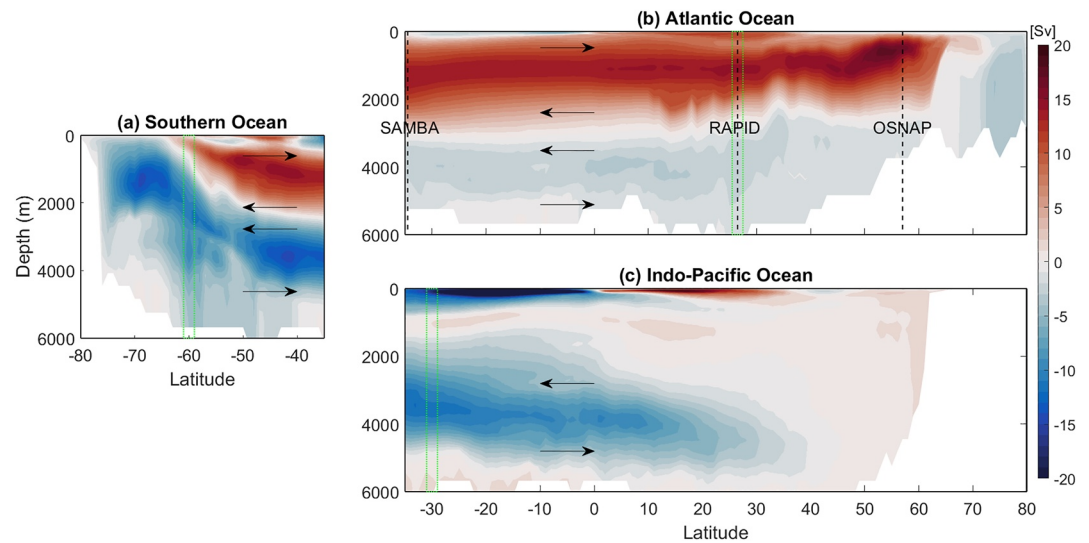 (b) Atlantic Ocean
[Sv]
0
2000
4000
6000
SAMBA
RAPID
OSNAP
20
15
10
5
0
-5
-10
-15
-20
(a) Southern Ocean
0
2000
4000
6000
Depth (m)
-80 -70 -60 -50 -40
Latitude
(c) Indo-Pacific Ocean
0
2000
4000
6000
-30 -20 -10 0 10 20 30 40 50 60 70 80
Latitude